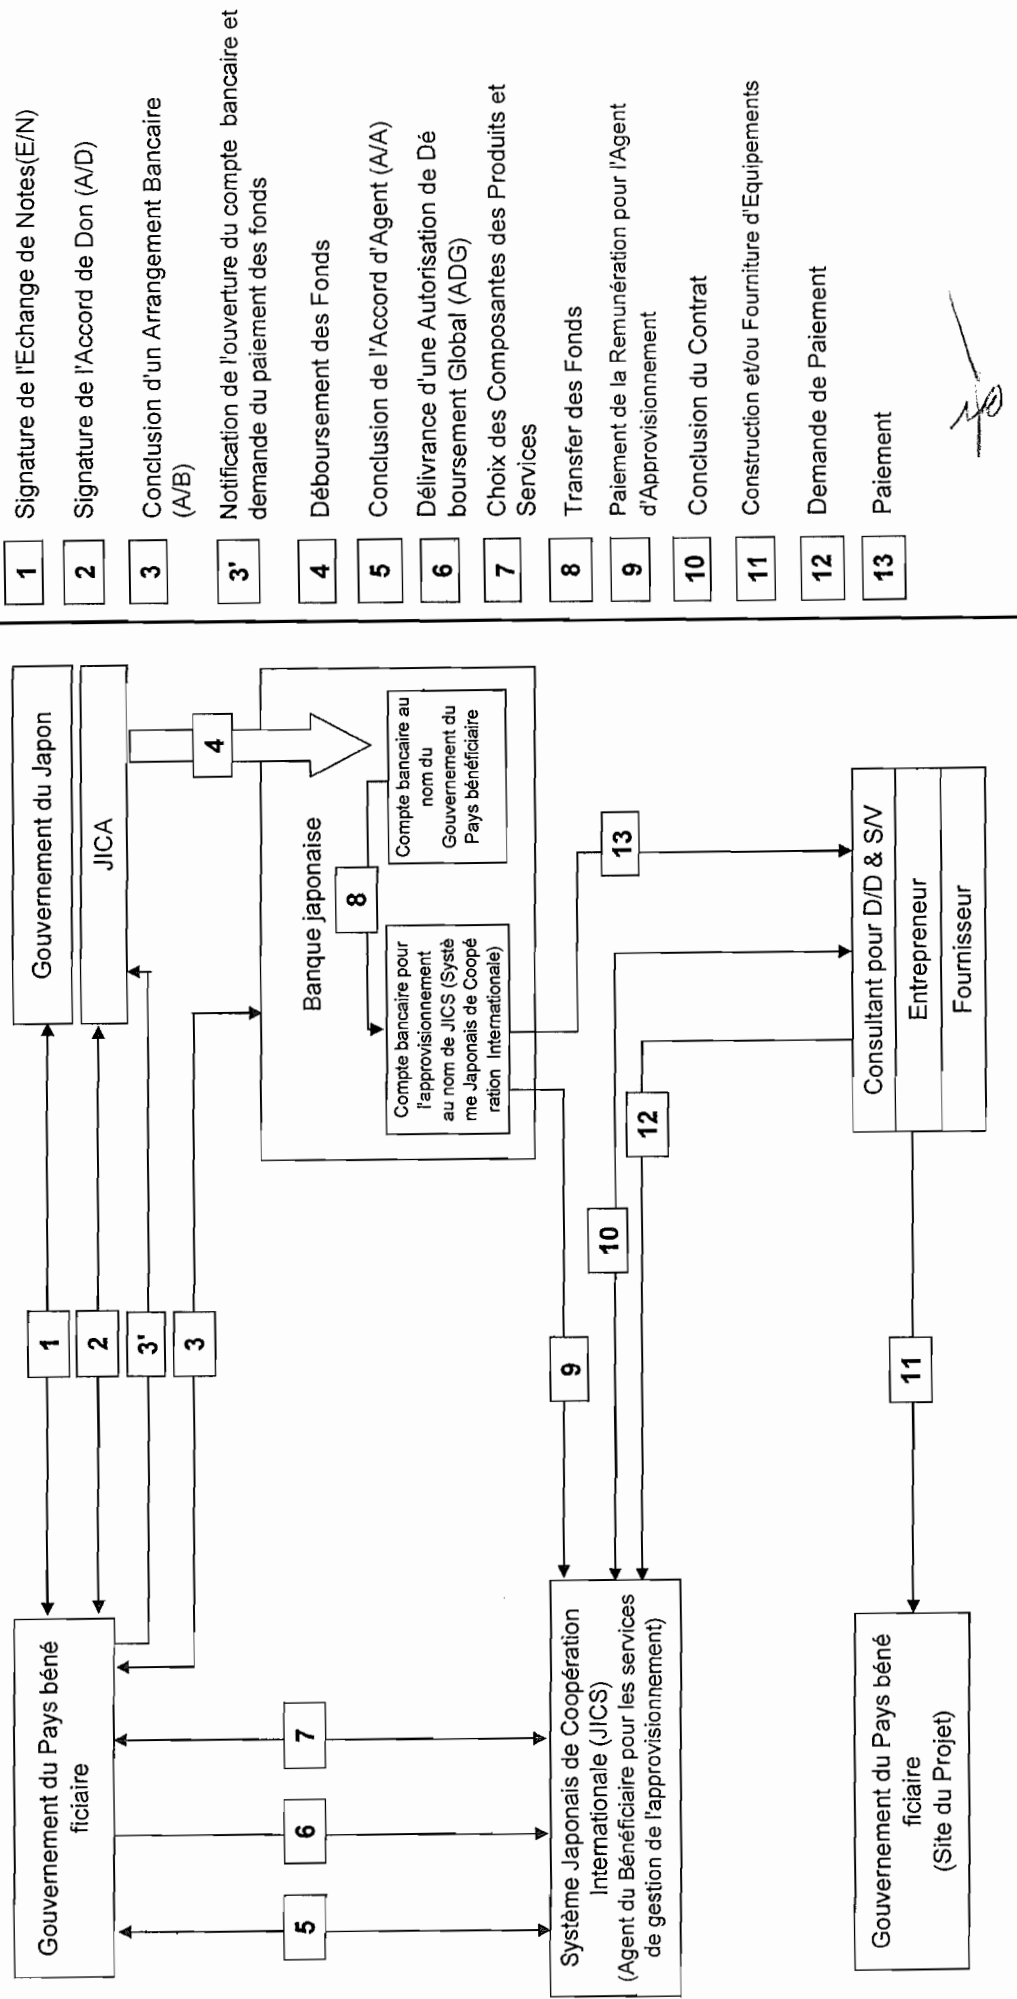 Gouvernement du Pays béné
ficiaire
1
2
3'
3
Gouvernement du Japon
JICA
4
Banque japonaise
Compte bancaire pour
l'approvisionnement
au nom de JICS (Systè
me Japonais de Coopé
ration Internationale)
8
Compte bancaire au
nom du
Gouvernement du
Pays bénéficiaire
5
6
7
9
10
12
13
Système Japonais de Coopération
Internationale (JICS)
(Agent du Bénéficiaire pour les services
de gestion de l'approvisionnement)
Consultant pour D/D & S/V
Entrepreneur
Fournisseur
11
Gouvernement du Pays béné
ficiaire
(Site du Projet)
1 Signature de l'Echange de Notes(E/N)
2 Signature de l'Accord de Don (A/D)
3 Conclusion d'un Arrangement Bancaire
(A/B)
3' Notification de l'ouverture du compte bancaire et
demande du paiement des fonds
4 Déboursement des Fonds
5 Conclusion de l'Accord d'Agent (A/A)
6 Délivrance d'une Autorisation de Dé
boursement Global (ADG)
7 Choix des Composantes des Produits et
Services
8 Transfer des Fonds
9 Paiement de la Remunération pour l'Agent
d'Approvisionnement
10 Conclusion du Contrat
11 Construction et/ou Fourniture d'Equipements
12 Demande de Paiement
13 Paiement